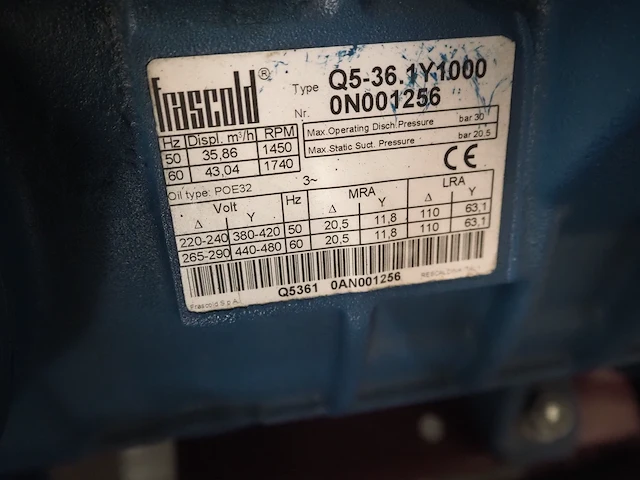 Frascold® Type Q5-36.1Y1000
Nr. 0N001256
Hz Displ. m³/h RPM
50 35,86 1450
60 43,04 1740
Max.Operating Disch.Pressure bar 30
Max.Static Suct. Pressure bar 20,5
CE
Oil type: POE32 3~
Volt Hz MRA LRA
Δ Y Δ Y Δ Y
220-240 380-420 50 20,5 11,8 110 63,1
265-290 440-480 60 20,5 11,8 110 63,1
Q5361 0AN001256
Frascold S.p.A.